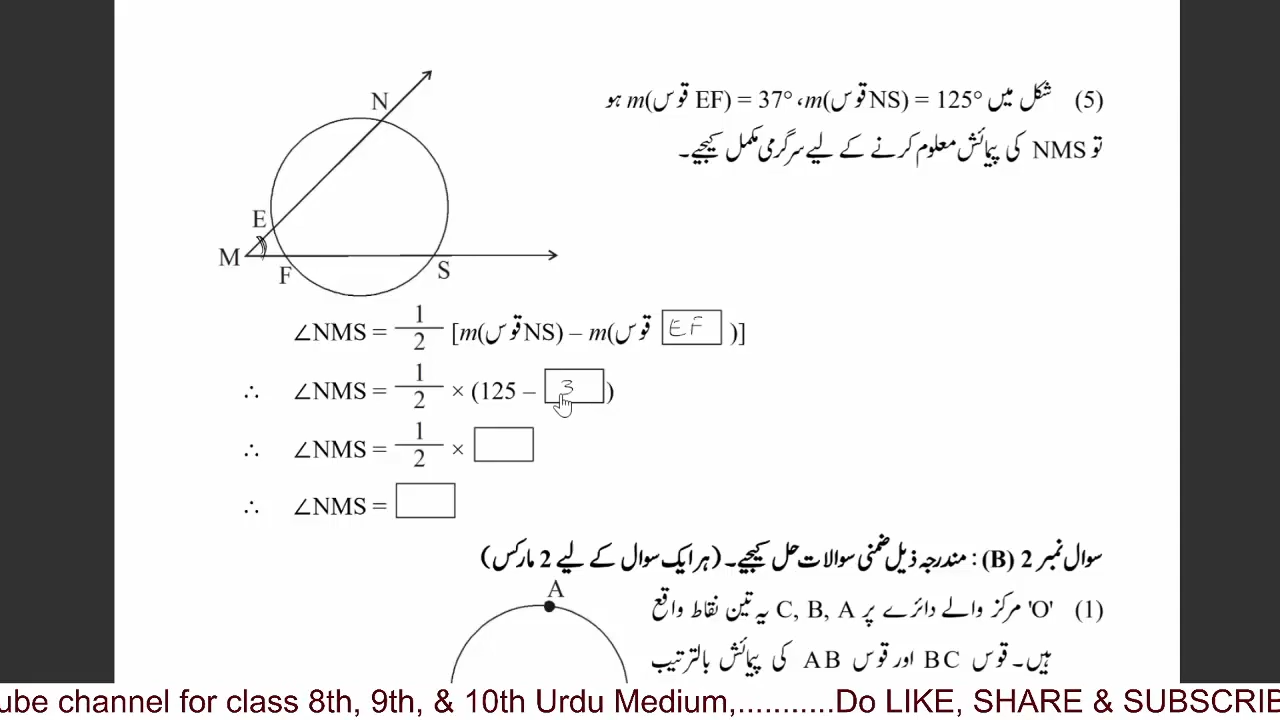 (5) شکل میں m(قوس NS) = 125° ،m(قوس EF) = 37° ہو
تو NMS کی پیمائش معلوم کرنے کے لیے سرگرمی مکمل کیجیے۔
N
E
M
F
S
∠NMS = 1/2 [m(قوس NS) – m(قوس EF )]
∴ ∠NMS = 1/2 × (125 – 3)
∴ ∠NMS = 1/2 ×
∴ ∠NMS =
سوال نمبر 2 (B) : مندرجہ ذیل ضمنی سوالات حل کیجیے۔ (ہر ایک سوال کے لیے 2 مارکس)
A
(1) 'O' مرکز والے دائرے پر C, B, A یہ تین نقاط واقع
ہیں۔ قوس BC اور قوس AB کی پیمائش بالترتیب
ube channel for class 8th, 9th, & 10th Urdu Medium,...........Do LIKE, SHARE & SUBSCRIE